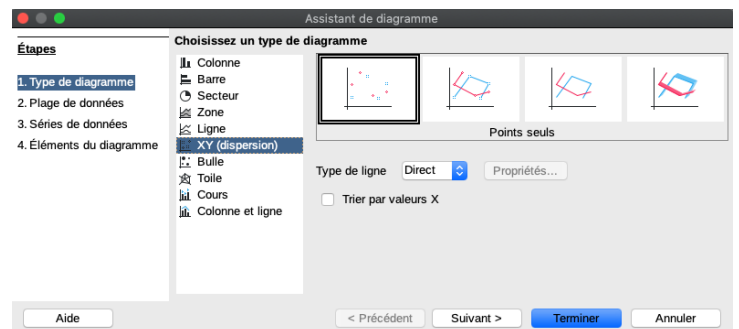 Assistant de diagramme
Étapes
1. Type de diagramme
2. Plage de données
3. Séries de données
4. Éléments du diagramme
Choisissez un type de diagramme
Colonne
Barre
Secteur
Zone
Ligne
XY (dispersion)
Bulle
Toile
Cours
Colonne et ligne
Points seuls
Type de ligne Direct Propriétés...
Trier par valeurs X
Aide < Précédent Suivant > Terminer Annuler